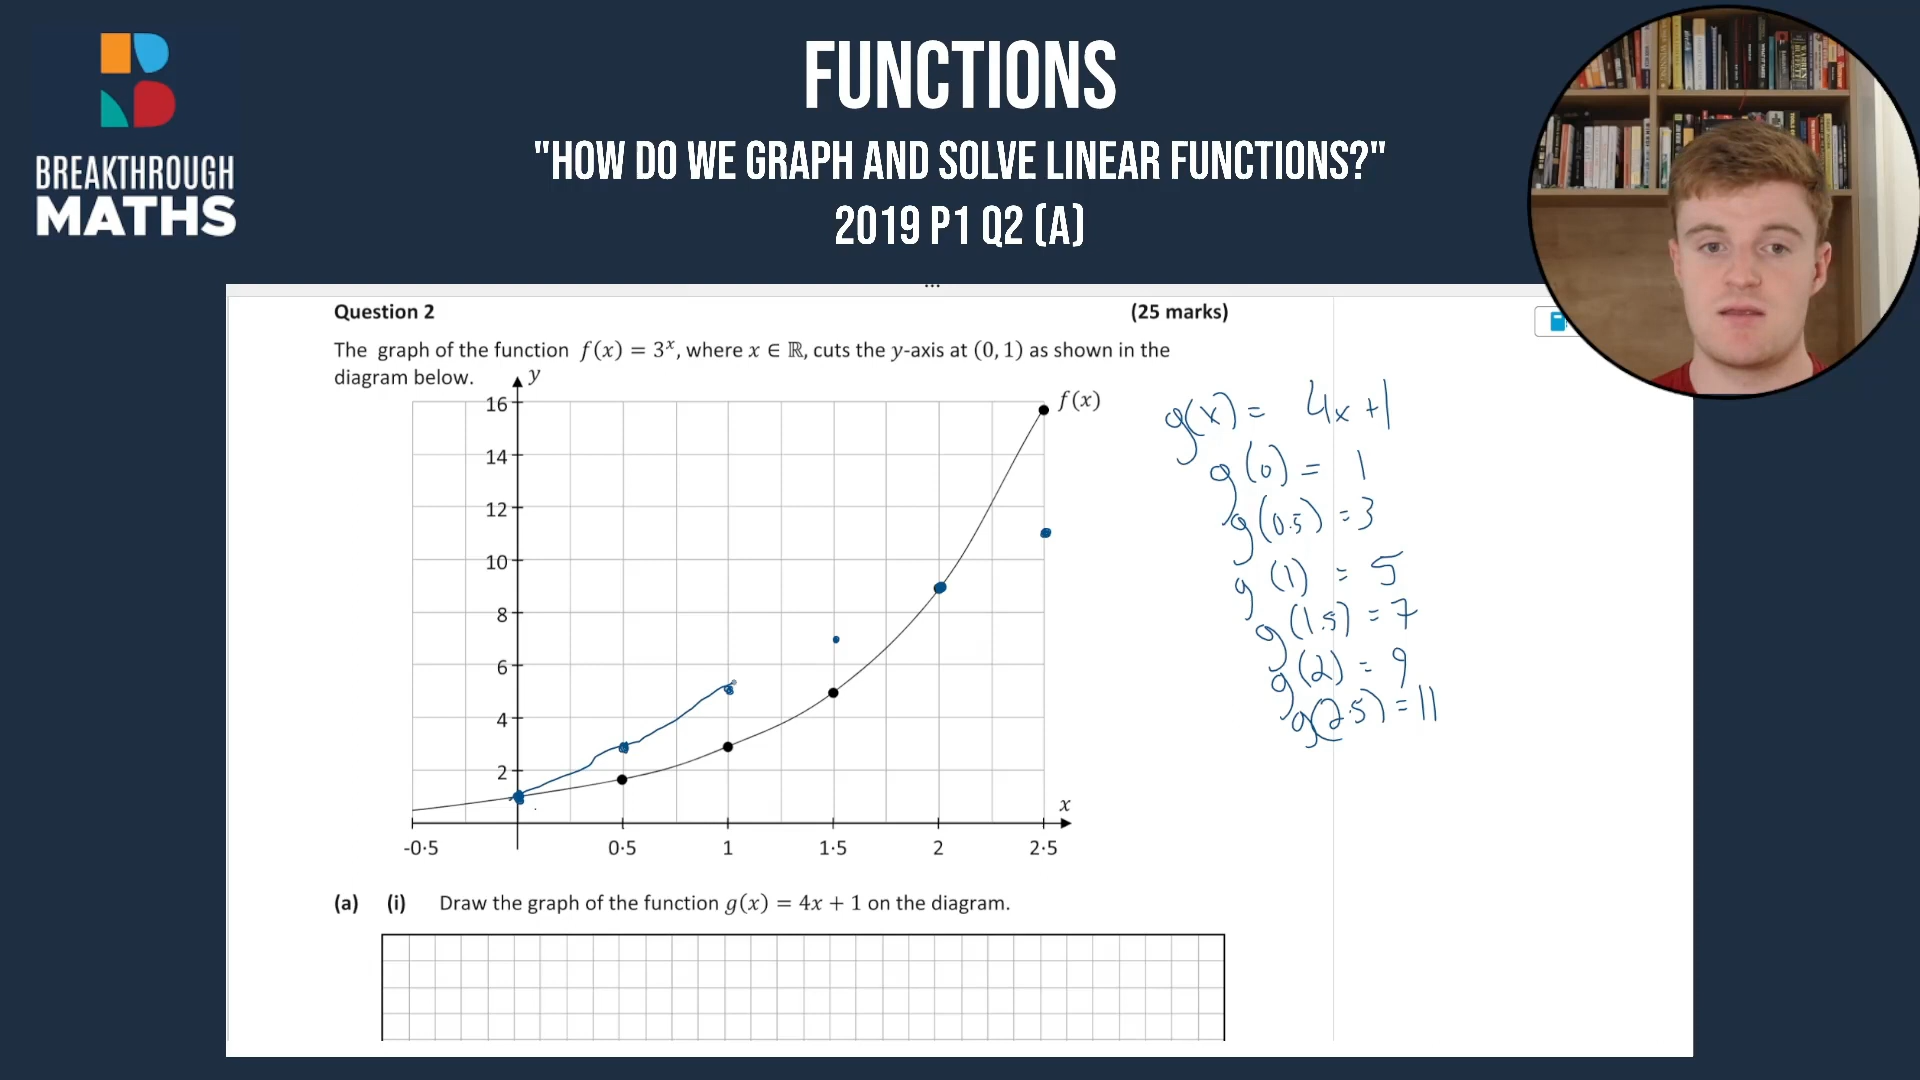 FUNCTIONS
"HOW DO WE GRAPH AND SOLVE LINEAR FUNCTIONS?"
2019 P1 Q2 (A)
BREAKTHROUGH
MATHS
Question 2 (25 marks)
The graph of the function f(x) = 3ˣ, where x ∈ ℝ, cuts the y-axis at (0, 1) as shown in the
diagram below.
y
16
14
12
10
8
6
4
2
f(x)
x
-0·5 0·5 1 1·5 2 2·5
g(x) = 4x +1
g(0) = 1
g(0.5) = 3
g(1) = 5
g(1.5) = 7
g(2) = 9
g(2.5) = 11
(a) (i) Draw the graph of the function g(x) = 4x + 1 on the diagram.